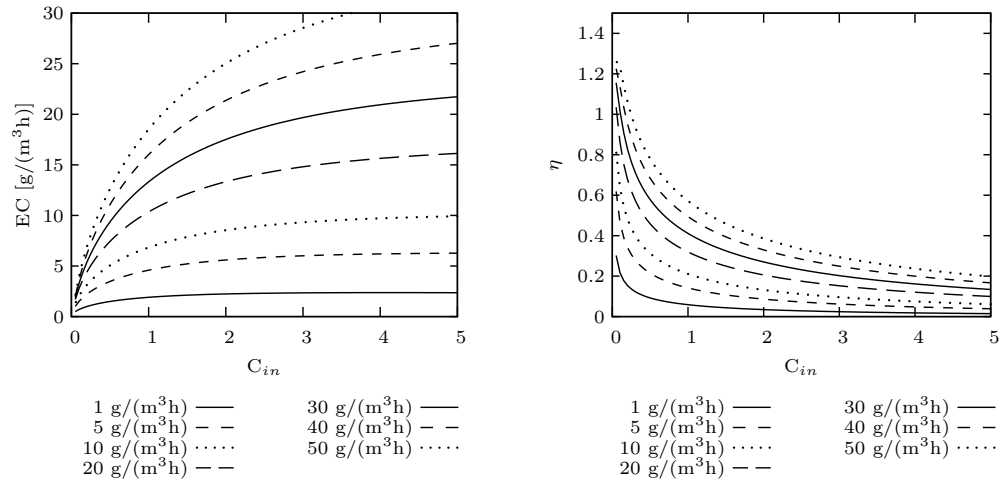 30
25
20
15
10
5
0
EC [g/(m³h)]
0 1 2 3 4 5
C_in
1 g/(m³h)
5 g/(m³h)
10 g/(m³h)
20 g/(m³h)
30 g/(m³h)
40 g/(m³h)
50 g/(m³h)
1.4
1.2
1
0.8
0.6
0.4
0.2
0
η
0 1 2 3 4 5
C_in
1 g/(m³h)
5 g/(m³h)
10 g/(m³h)
20 g/(m³h)
30 g/(m³h)
40 g/(m³h)
50 g/(m³h)